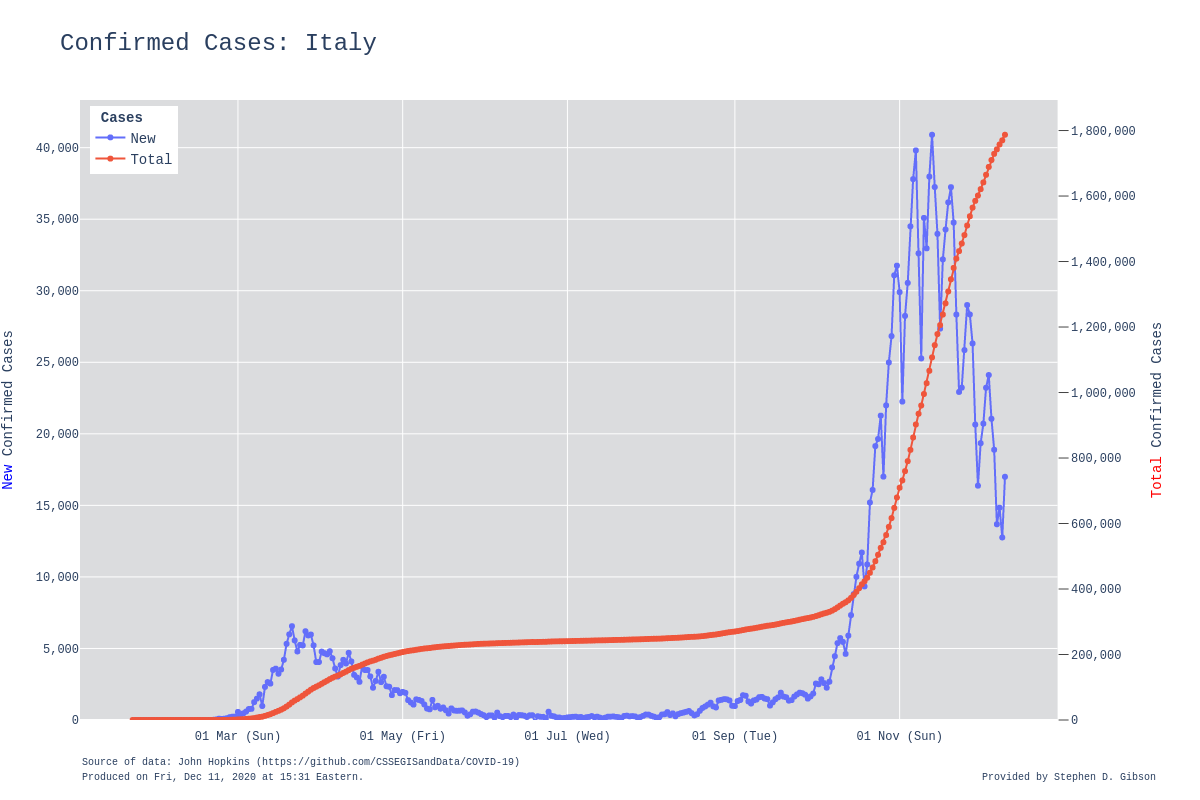 Confirmed Cases: Italy
Cases
New
Total
40,000
35,000
30,000
25,000
20,000
15,000
10,000
5,000
0
1,800,000
1,600,000
1,400,000
1,200,000
1,000,000
800,000
600,000
400,000
200,000
0
New Confirmed Cases
Total Confirmed Cases
01 Mar (Sun)
01 May (Fri)
01 Jul (Wed)
01 Sep (Tue)
01 Nov (Sun)
Source of data: John Hopkins (https://github.com/CSSEGISandData/COVID-19)
Produced on Fri, Dec 11, 2020 at 15:31 Eastern.
Provided by Stephen D. Gibson